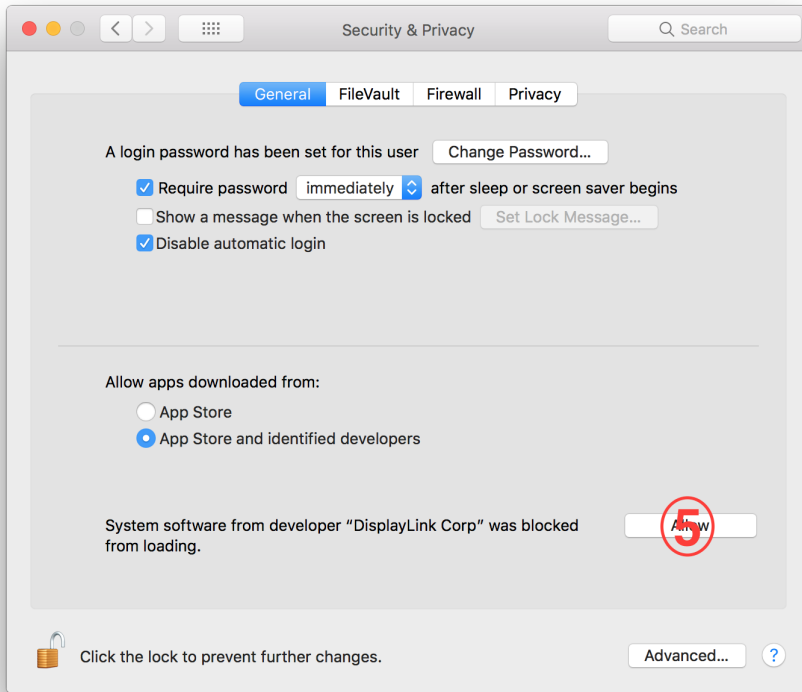 Security & Privacy
Search
General FileVault Firewall Privacy
A login password has been set for this user Change Password...
Require password immediately after sleep or screen saver begins
Show a message when the screen is locked Set Lock Message...
Disable automatic login
Allow apps downloaded from:
App Store
App Store and identified developers
System software from developer “DisplayLink Corp” was blocked
from loading.
Allow
5
Click the lock to prevent further changes.
Advanced...
?